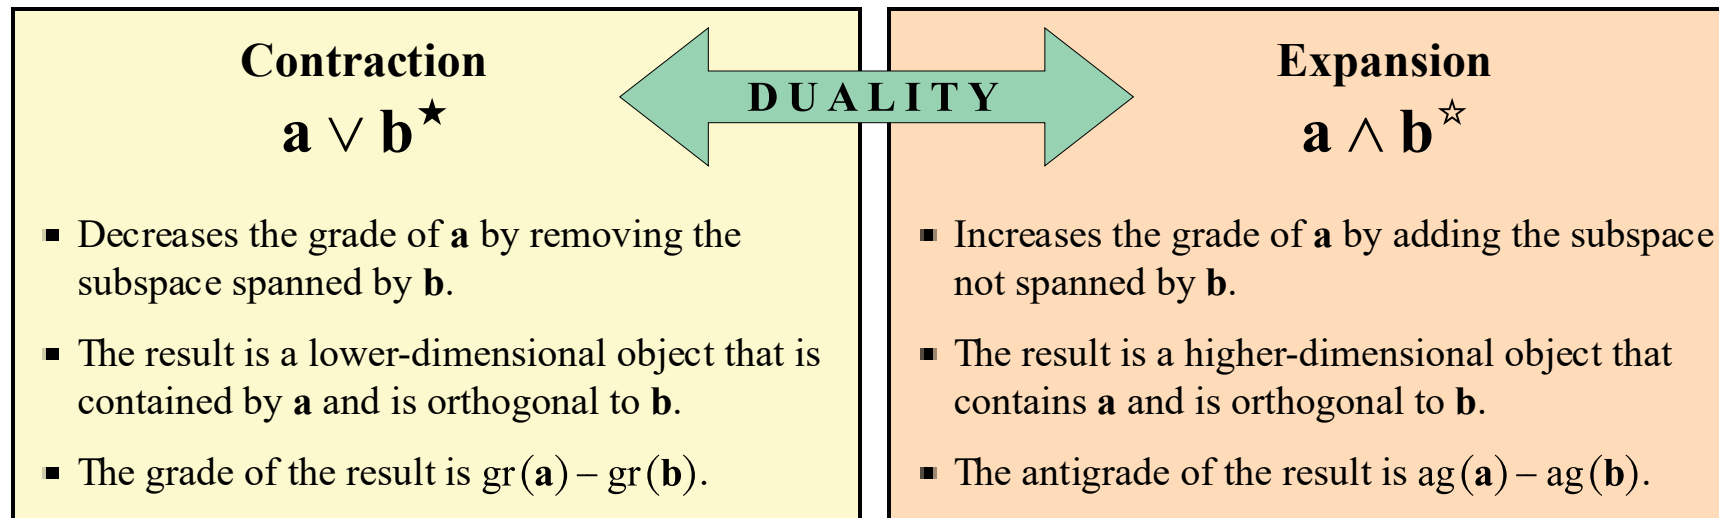 Contraction
a ∨ b★
DUALITY
Expansion
a ∧ b☆
▪ Decreases the grade of a by removing the
subspace spanned by b.
▪ The result is a lower-dimensional object that is
contained by a and is orthogonal to b.
▪ The grade of the result is gr(a) − gr(b).
▪ Increases the grade of a by adding the subspace
not spanned by b.
▪ The result is a higher-dimensional object that
contains a and is orthogonal to b.
▪ The antigrade of the result is ag(a) − ag(b).